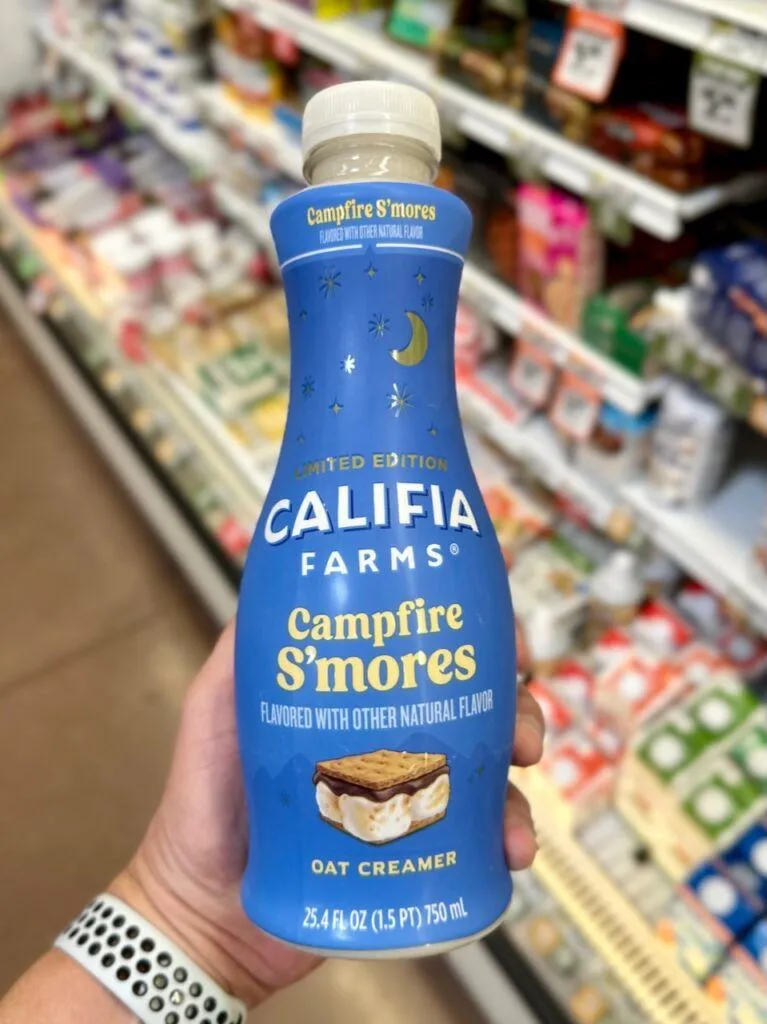 Campfire S'mores
FLAVORED WITH OTHER NATURAL FLAVOR
LIMITED EDITION
CALIFIA
FARMS®
Campfire
S'mores
FLAVORED WITH OTHER NATURAL FLAVOR
OAT CREAMER
25.4 FL OZ (1.5 PT) 750 mL